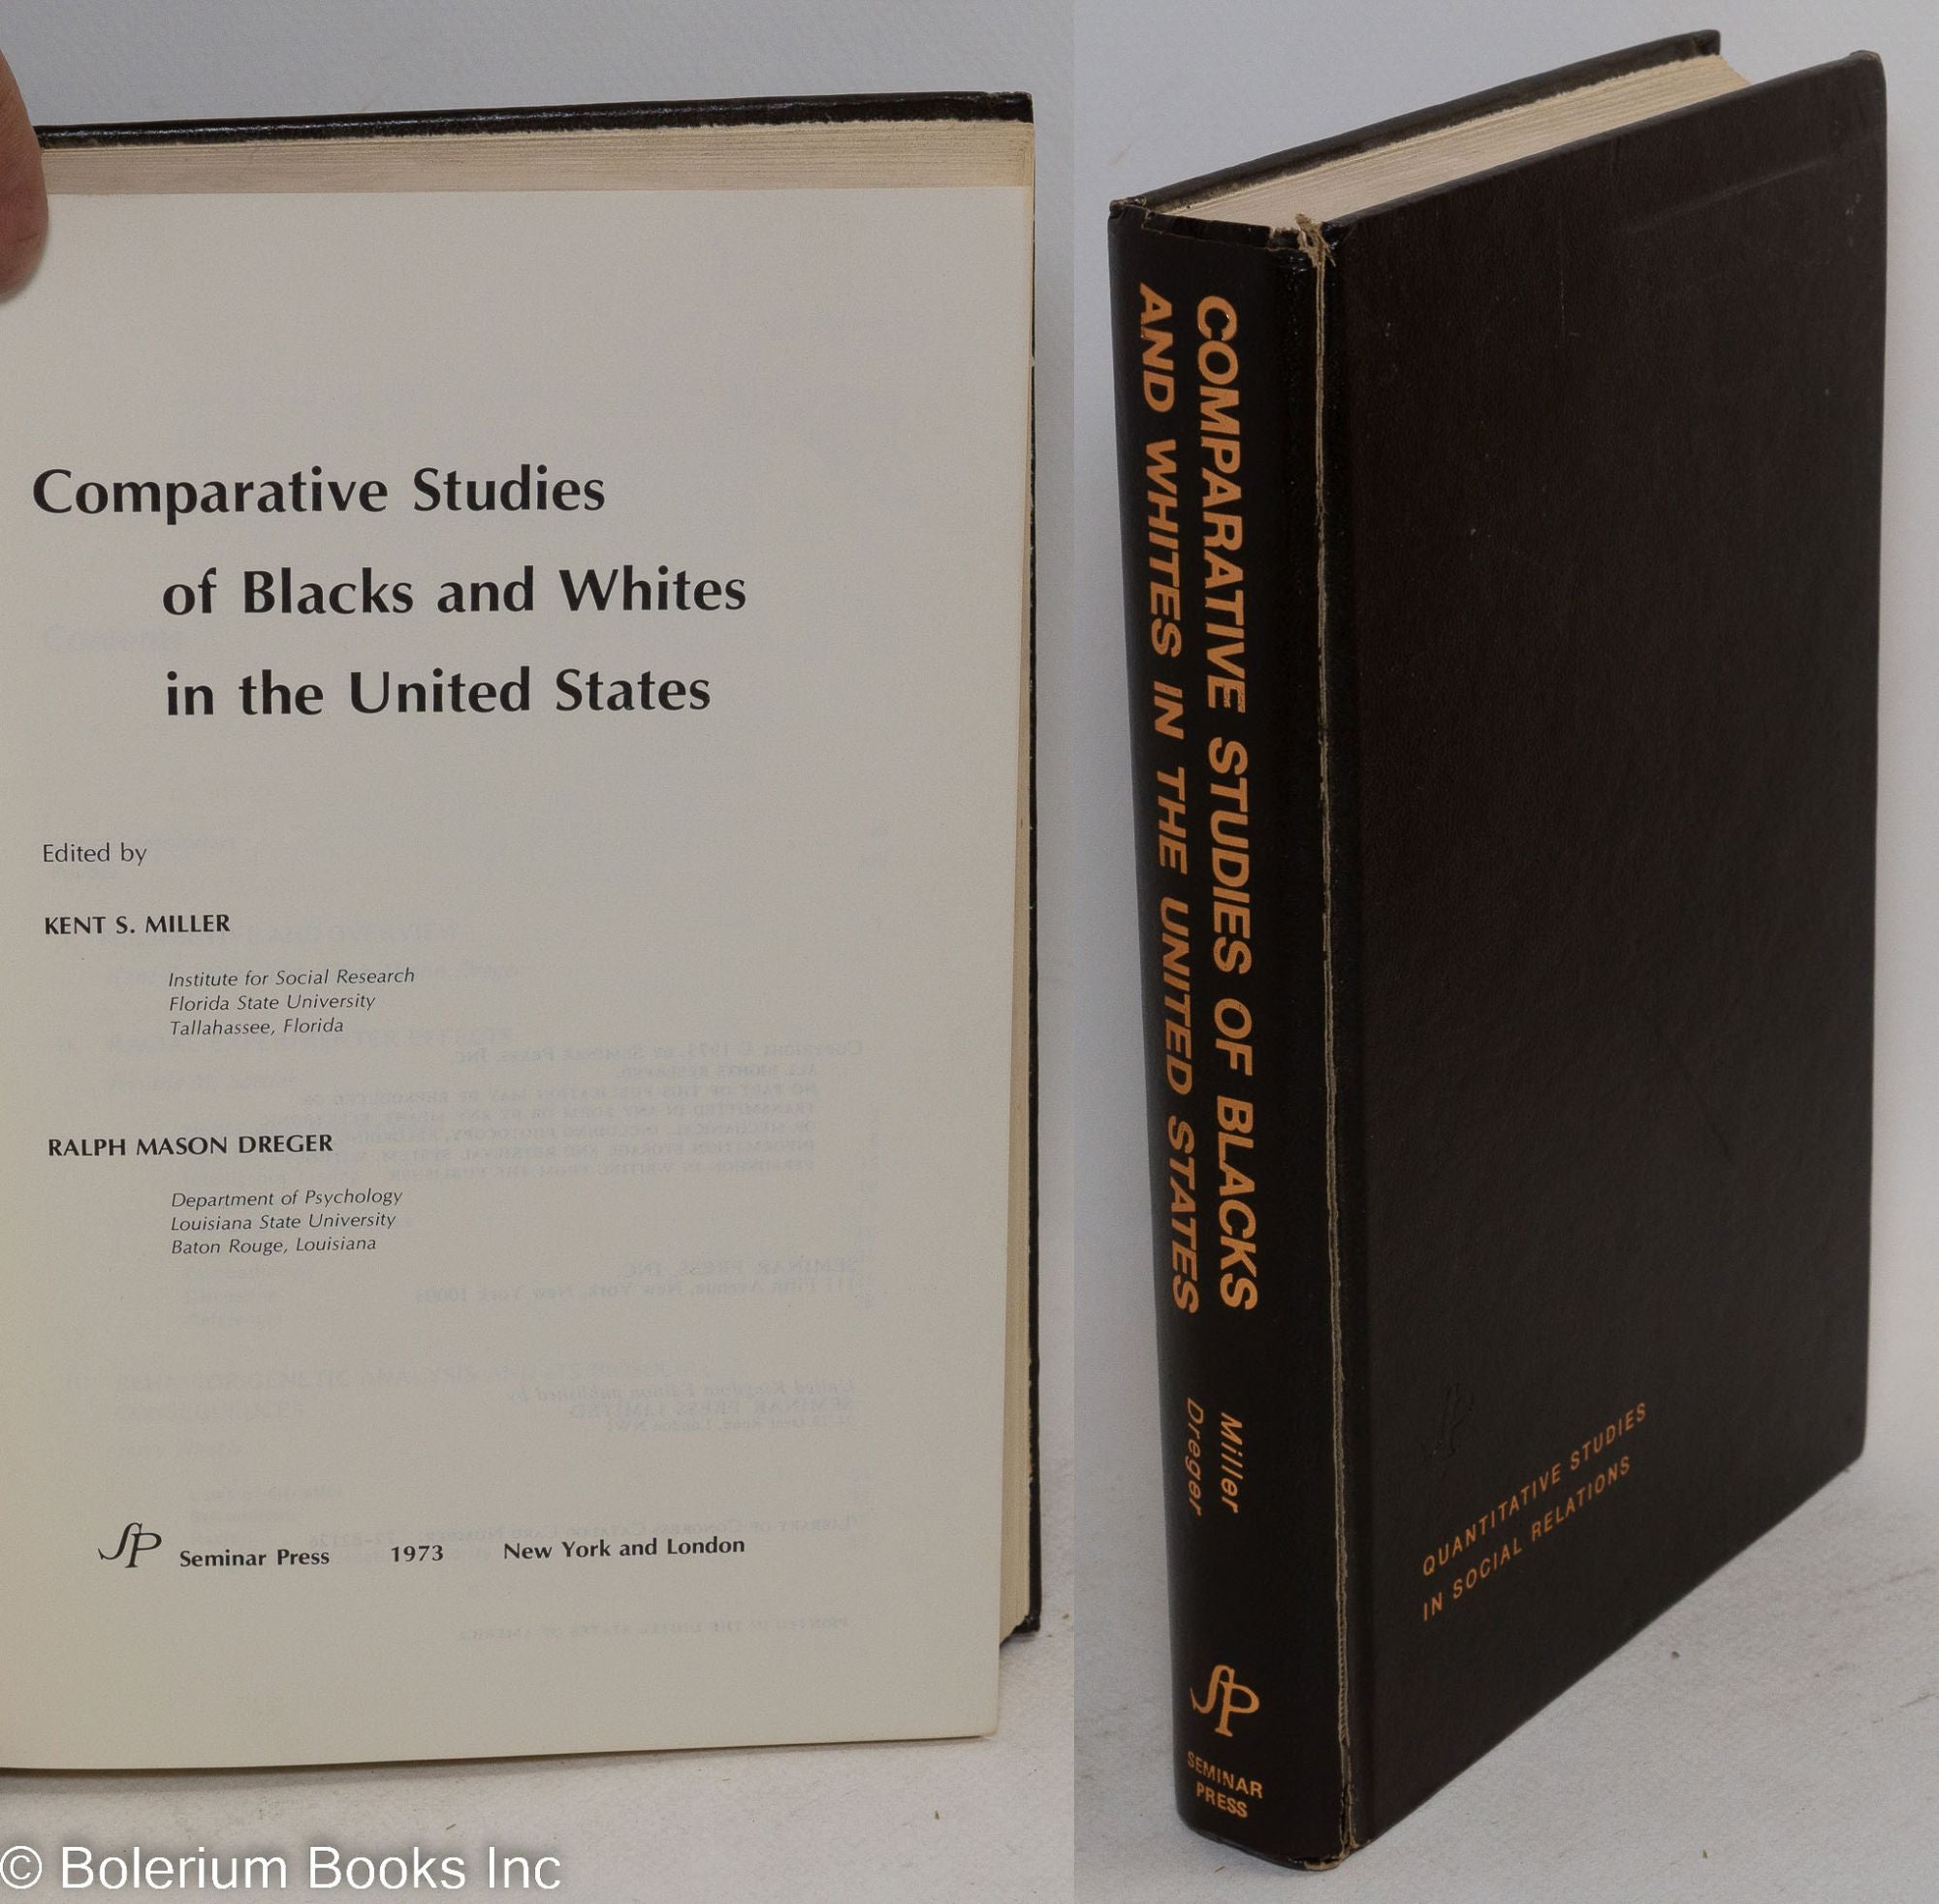 Comparative Studies
of Blacks and Whites
in the United States
Edited by
KENT S. MILLER
Institute for Social Research
Florida State University
Tallahassee, Florida
RALPH MASON DREGER
Department of Psychology
Louisiana State University
Baton Rouge, Louisiana
SP Seminar Press 1973 New York and London
COMPARATIVE STUDIES OF BLACKS
AND WHITES IN THE UNITED STATES
Miller
Dreger
SP
SEMINAR
PRESS
QUANTITATIVE STUDIES
IN SOCIAL RELATIONS
© Bolerium Books Inc